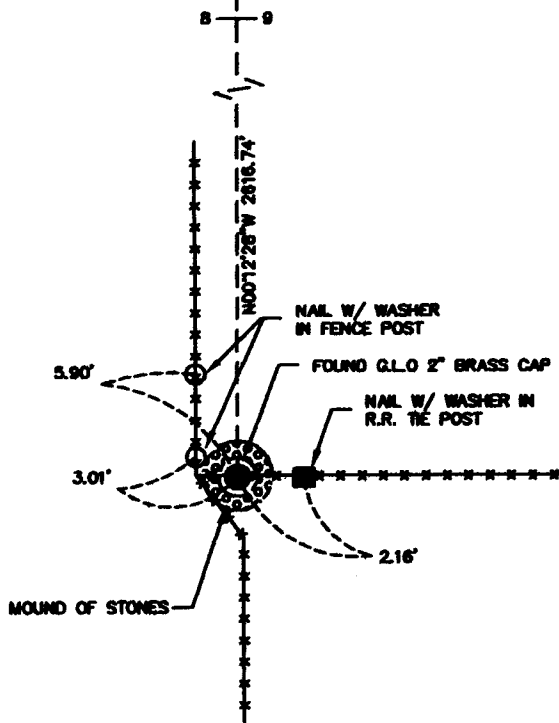 8 9
N00°12'28"W 2616.74'
NAIL W/ WASHER
IN FENCE POST
5.90'
FOUND G.L.O 2" BRASS CAP
NAIL W/ WASHER IN
R.R. TIE POST
3.01'
2.16'
MOUND OF STONES